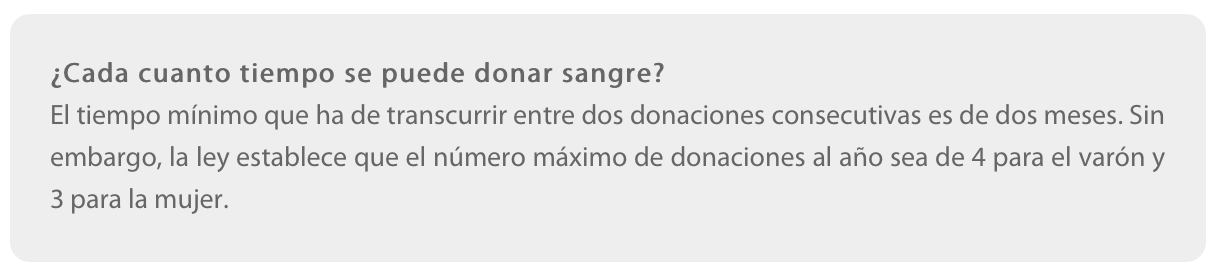 ¿Cada cuanto tiempo se puede donar sangre?
El tiempo mínimo que ha de transcurrir entre dos donaciones consecutivas es de dos meses. Sin
embargo, la ley establece que el número máximo de donaciones al año sea de 4 para el varón y
3 para la mujer.